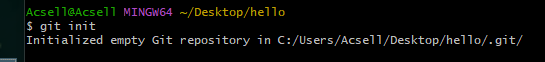 Acsell@Acsell MINGW64 ~/Desktop/hello
$ git init
Initialized empty Git repository in C:/Users/Acsell/Desktop/hello/.git/